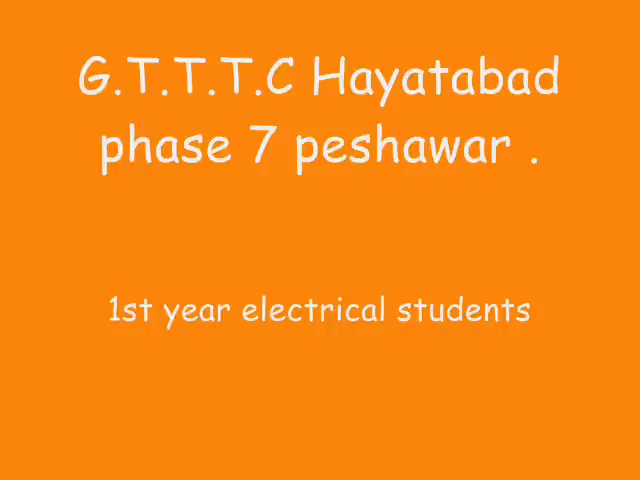 G.T.T.T.C Hayatabad
phase 7 peshawar .
1st year electrical students